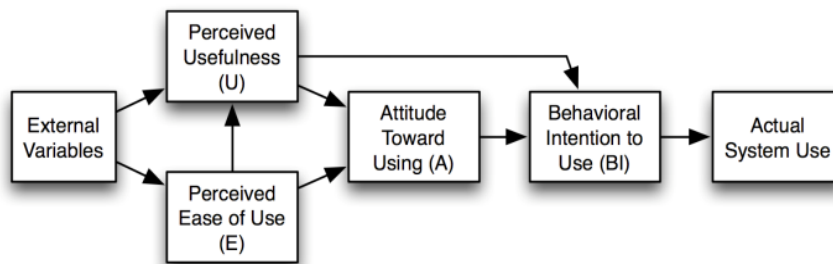 External
Variables
Perceived
Usefulness
(U)
Perceived
Ease of Use
(E)
Attitude
Toward
Using (A)
Behavioral
Intention to
Use (BI)
Actual
System Use